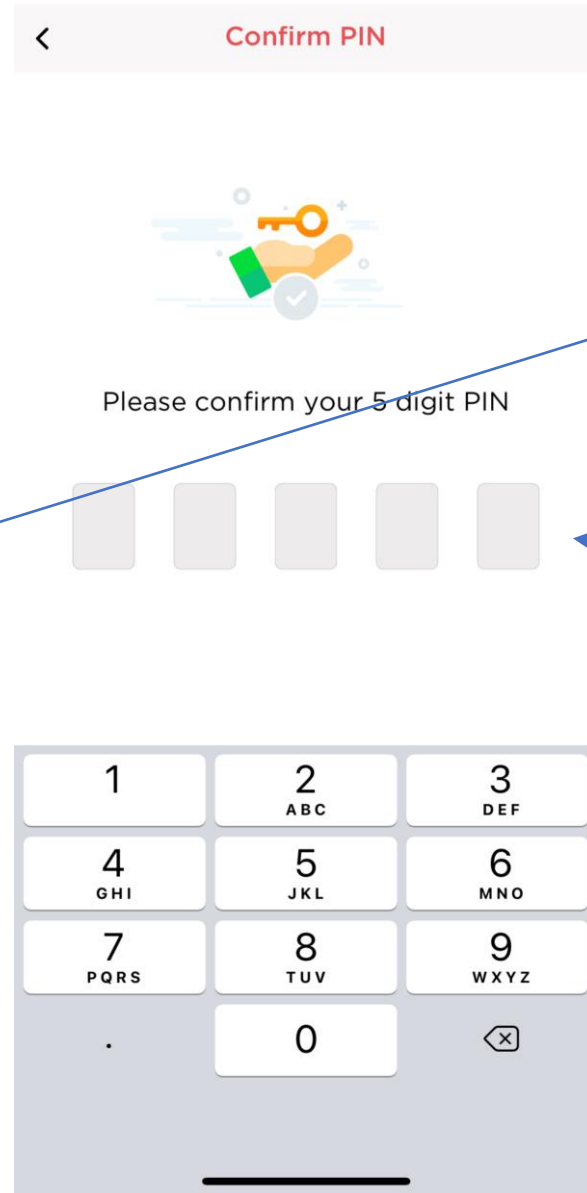 Confirm PIN
Please confirm your 5 digit PIN
1 2 3
ABC DEF
4 5 6
GHI JKL MNO
7 8 9
PQRS TUV WXYZ
. 0